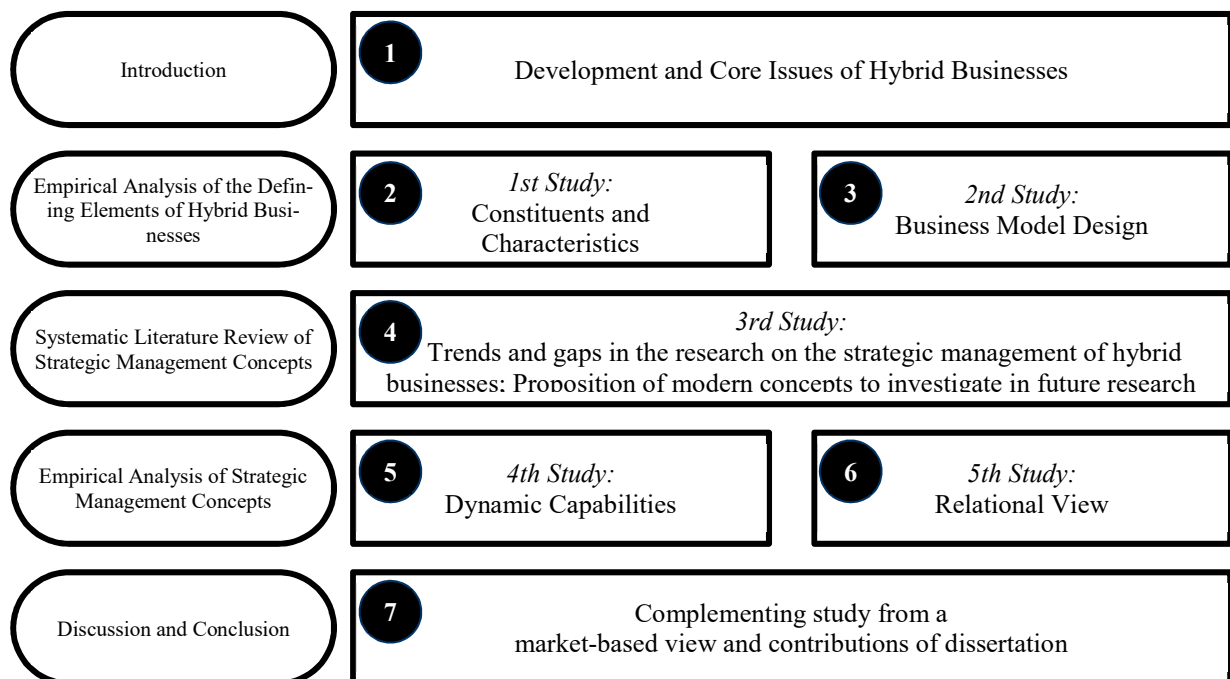 Introduction
1
Development and Core Issues of Hybrid Businesses
Empirical Analysis of the Defin-
ing Elements of Hybrid Busi-
nesses
2
1st Study:
Constituents and
Characteristics
3
2nd Study:
Business Model Design
Systematic Literature Review of
Strategic Management Concepts
4
3rd Study:
Trends and gaps in the research on the strategic management of hybrid
businesses: Proposition of modern concepts to investigate in future research
Empirical Analysis of Strategic
Management Concepts
5
4th Study:
Dynamic Capabilities
6
5th Study:
Relational View
Discussion and Conclusion
7
Complementing study from a
market-based view and contributions of dissertation